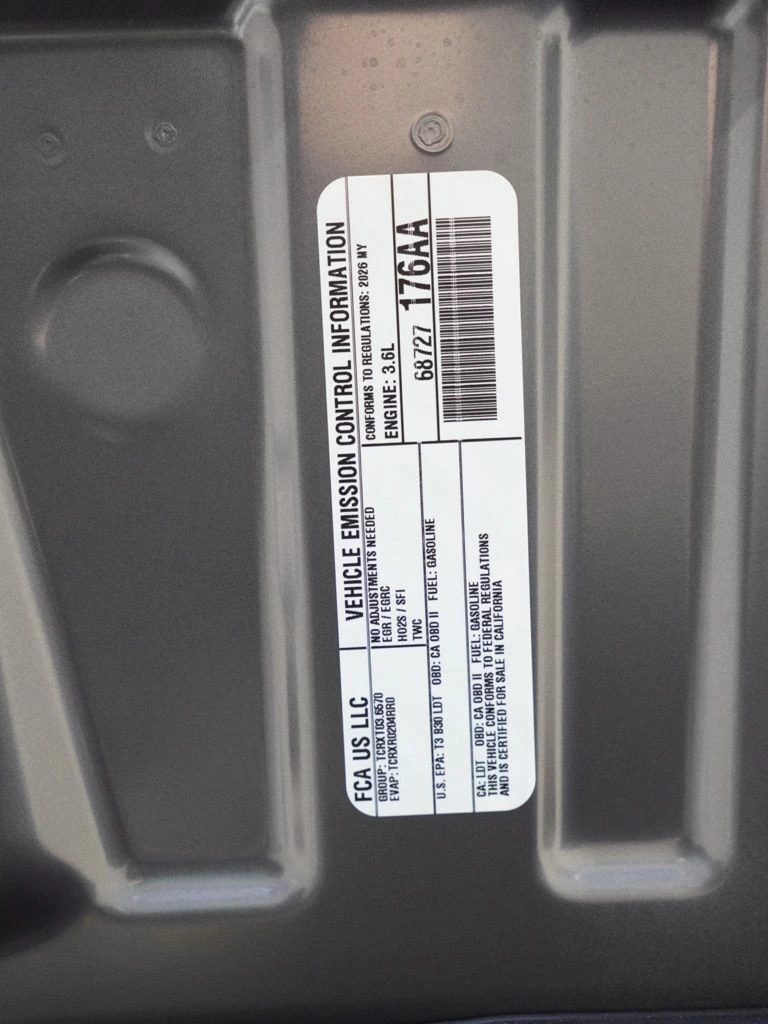 FCA US LLC VEHICLE EMISSION CONTROL INFORMATION
GROUP: TCRXT03.6570
EVAP: TCRXR0204RR0
NO ADJUSTMENTS NEEDED
EGR / EGRC
HO2S / SFI
TWC
CONFORMS TO REGULATIONS: 2026 MY
ENGINE: 3.6L
68727 176AA
U.S. EPA: T3 B30 LDT OBD: CA OBD II FUEL: GASOLINE
CA: LDT OBD: CA OBD II FUEL: GASOLINE
THIS VEHICLE CONFORMS TO FEDERAL REGULATIONS
AND IS CERTIFIED FOR SALE IN CALIFORNIA